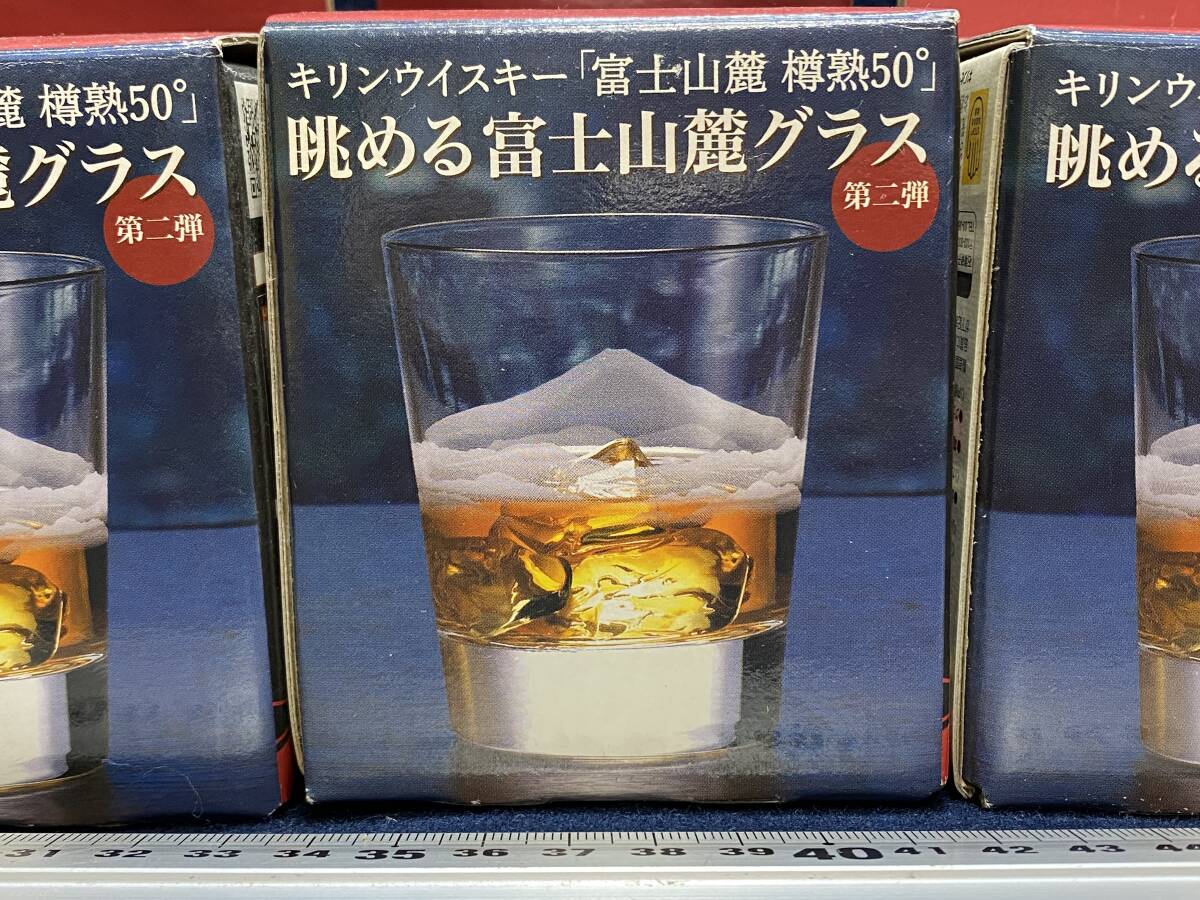 麓 樽熟50°」
麓グラス
第二弾
キリンウイスキー「富士山麓 樽熟50°」
眺める富士山麓グラス
第二弾
キリンウ
眺める
31 32 33 34 35 36 37 38 39 40 41 42 43 44